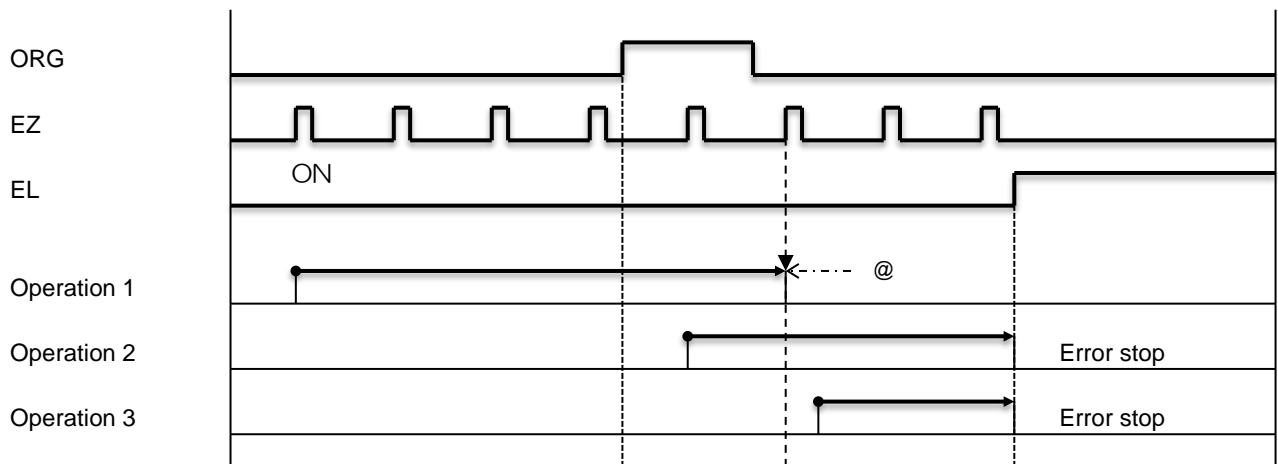 ORG
EZ
ON
EL
@
Operation 1
Operation 2
Error stop
Operation 3
Error stop